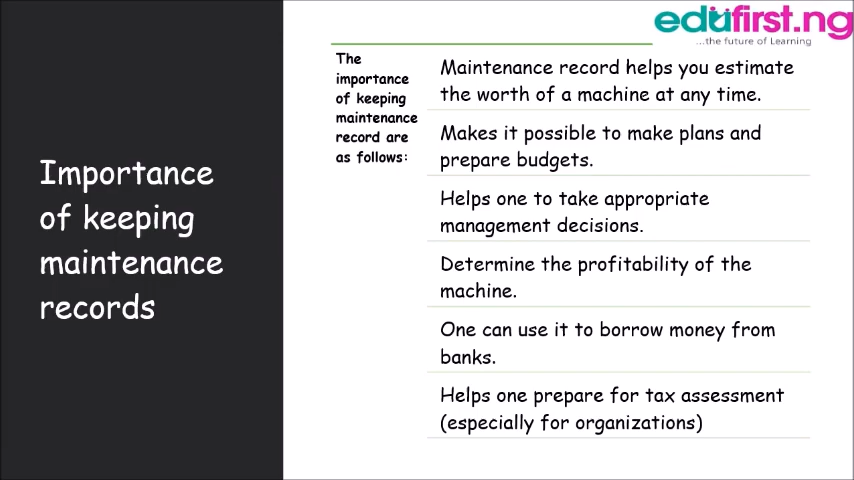 Importance
of keeping
maintenance
records
edufirst.ng
...the future of Learning
The
importance
of keeping
maintenance
record are
as follows:
Maintenance record helps you estimate
the worth of a machine at any time.
Makes it possible to make plans and
prepare budgets.
Helps one to take appropriate
management decisions.
Determine the profitability of the
machine.
One can use it to borrow money from
banks.
Helps one prepare for tax assessment
(especially for organizations)